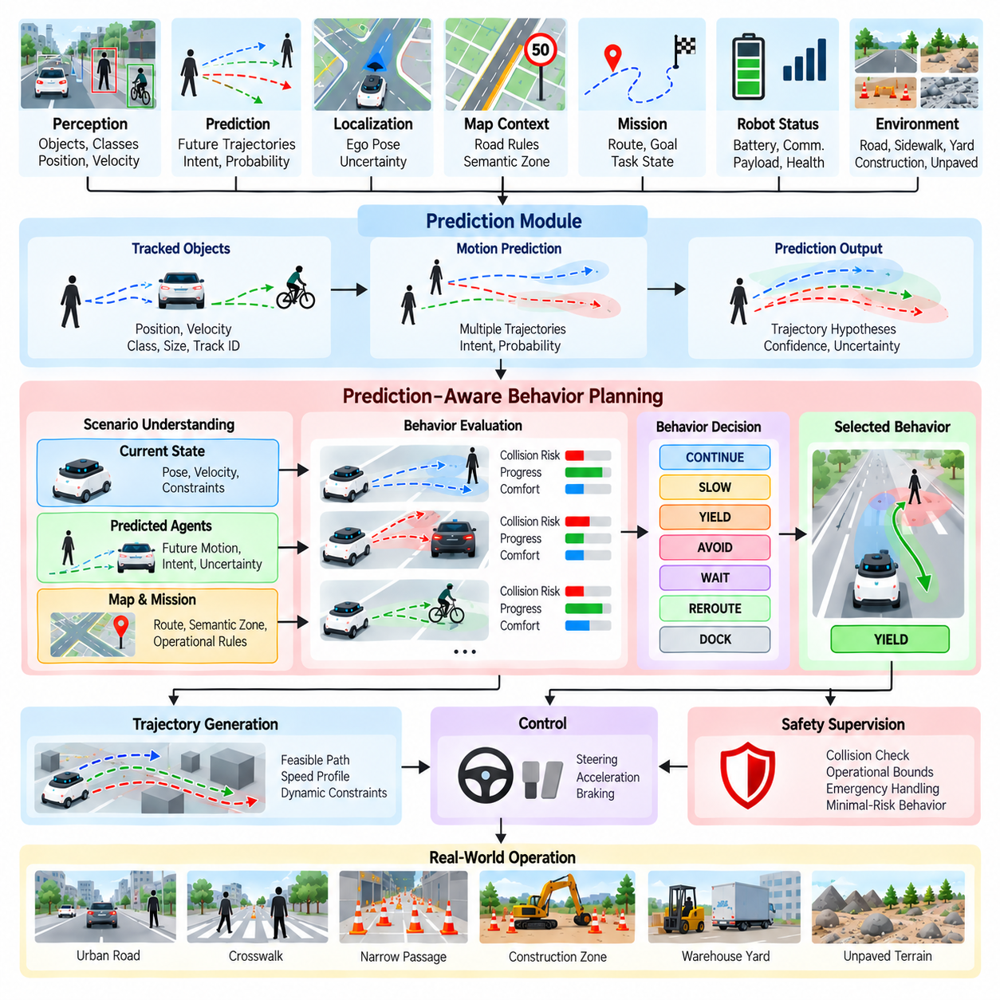 50
Perception
Objects, Classes
Position, Velocity
Prediction
Future Trajectories
Intent, Probability
Localization
Ego Pose
Uncertainty
Map Context
Road Rules
Semantic Zone
Mission
Route, Goal
Task State
Robot Status
Battery, Comm.
Payload, Health
Environment
Road, Sidewalk, Yard
Construction, Unpaved
Prediction Module
Tracked Objects
Position, Velocity
Class, Size, Track ID
Motion Prediction
Multiple Trajectories
Intent, Probability
Prediction Output
Trajectory Hypotheses
Confidence, Uncertainty
Prediction-Aware Behavior Planning
Scenario Understanding
Current State
Pose, Velocity,
Constraints
Predicted Agents
Future Motion,
Intent, Uncertainty
Map & Mission
Route, Semantic Zone,
Operational Rules
Behavior Evaluation
Collision Risk
Progress
Comfort
Collision Risk
Progress
Comfort
Collision Risk
Progress
Comfort
...
Behavior Decision
CONTINUE
SLOW
YIELD
AVOID
WAIT
REROUTE
DOCK
Selected Behavior
YIELD
Trajectory Generation
Feasible Path
Speed Profile
Dynamic Constraints
Control
Steering
Acceleration
Braking
Safety Supervision
Collision Check
Operational Bounds
Emergency Handling
Minimal-Risk Behavior
Real-World Operation
Urban Road
Crosswalk
Narrow Passage
Construction Zone
Warehouse Yard
Unpaved Terrain